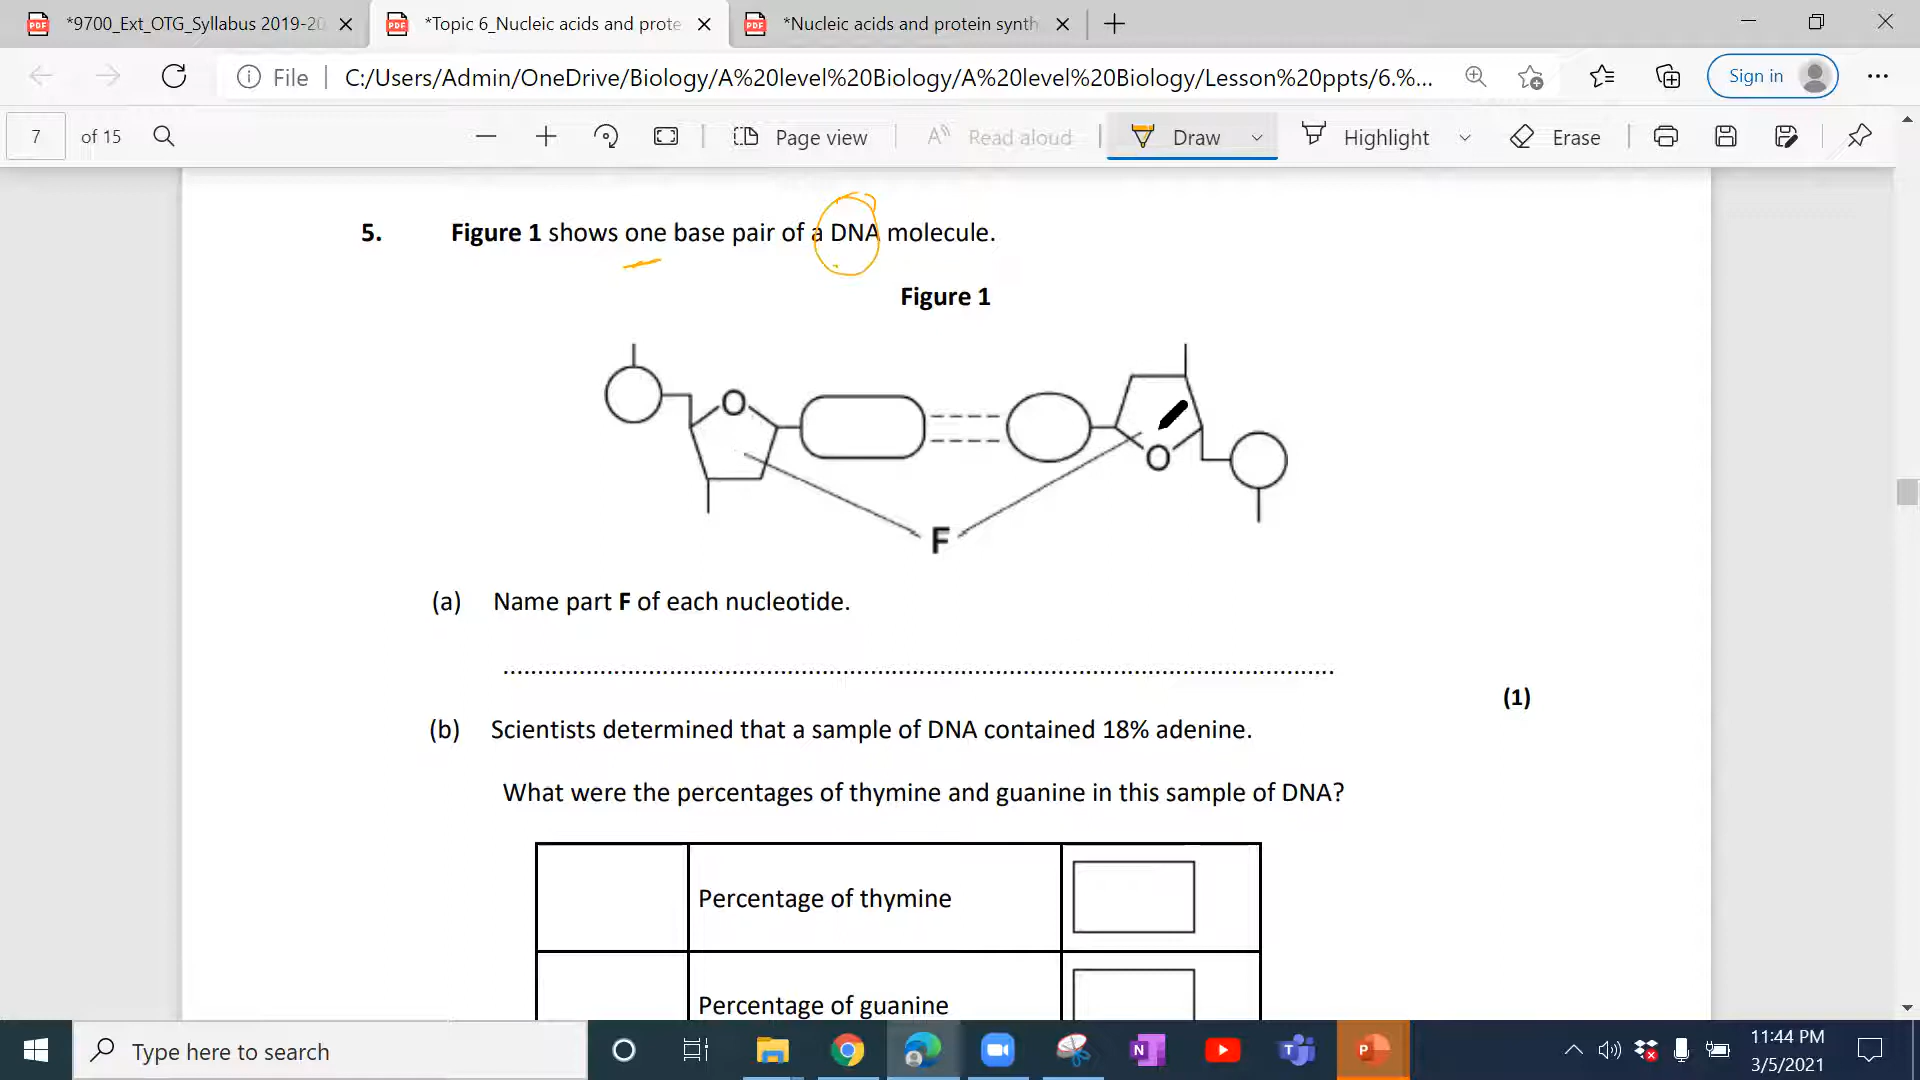 *9700_Ext_OTG_Syllabus 2019-20
*Topic 6_Nucleic acids and prote
*Nucleic acids and protein synth
File
C:/Users/Admin/OneDrive/Biology/A%20level%20Biology/A%20level%20Biology/Lesson%20ppts/6.%...
Sign in
7 of 15
Page view
Read aloud
Draw
Highlight
Erase
5. Figure 1 shows one base pair of a DNA molecule.
Figure 1
O
O
F
(a) Name part F of each nucleotide.
(1)
(b) Scientists determined that a sample of DNA contained 18% adenine.
What were the percentages of thymine and guanine in this sample of DNA?
Percentage of thymine
Percentage of guanine
Type here to search
11:44 PM
3/5/2021